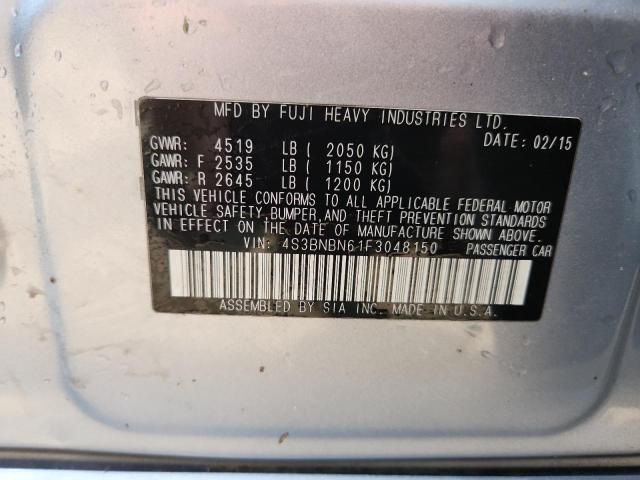 MFD BY FUJI HEAVY INDUSTRIES LTD.
GVWR: 4519 LB ( 2050 KG) DATE: 02/15
GAWR: F 2535 LB ( 1150 KG)
GAWR: R 2645 LB ( 1200 KG)
THIS VEHICLE CONFORMS TO ALL APPLICABLE FEDERAL MOTOR
VEHICLE SAFETY, BUMPER, AND THEFT PREVENTION STANDARDS
IN EFFECT ON THE DATE OF MANUFACTURE SHOWN ABOVE.
VIN: 4S3BNBN61F3048150 PASSENGER CAR
ASSEMBLED BY SIA INC. MADE IN U.S.A.